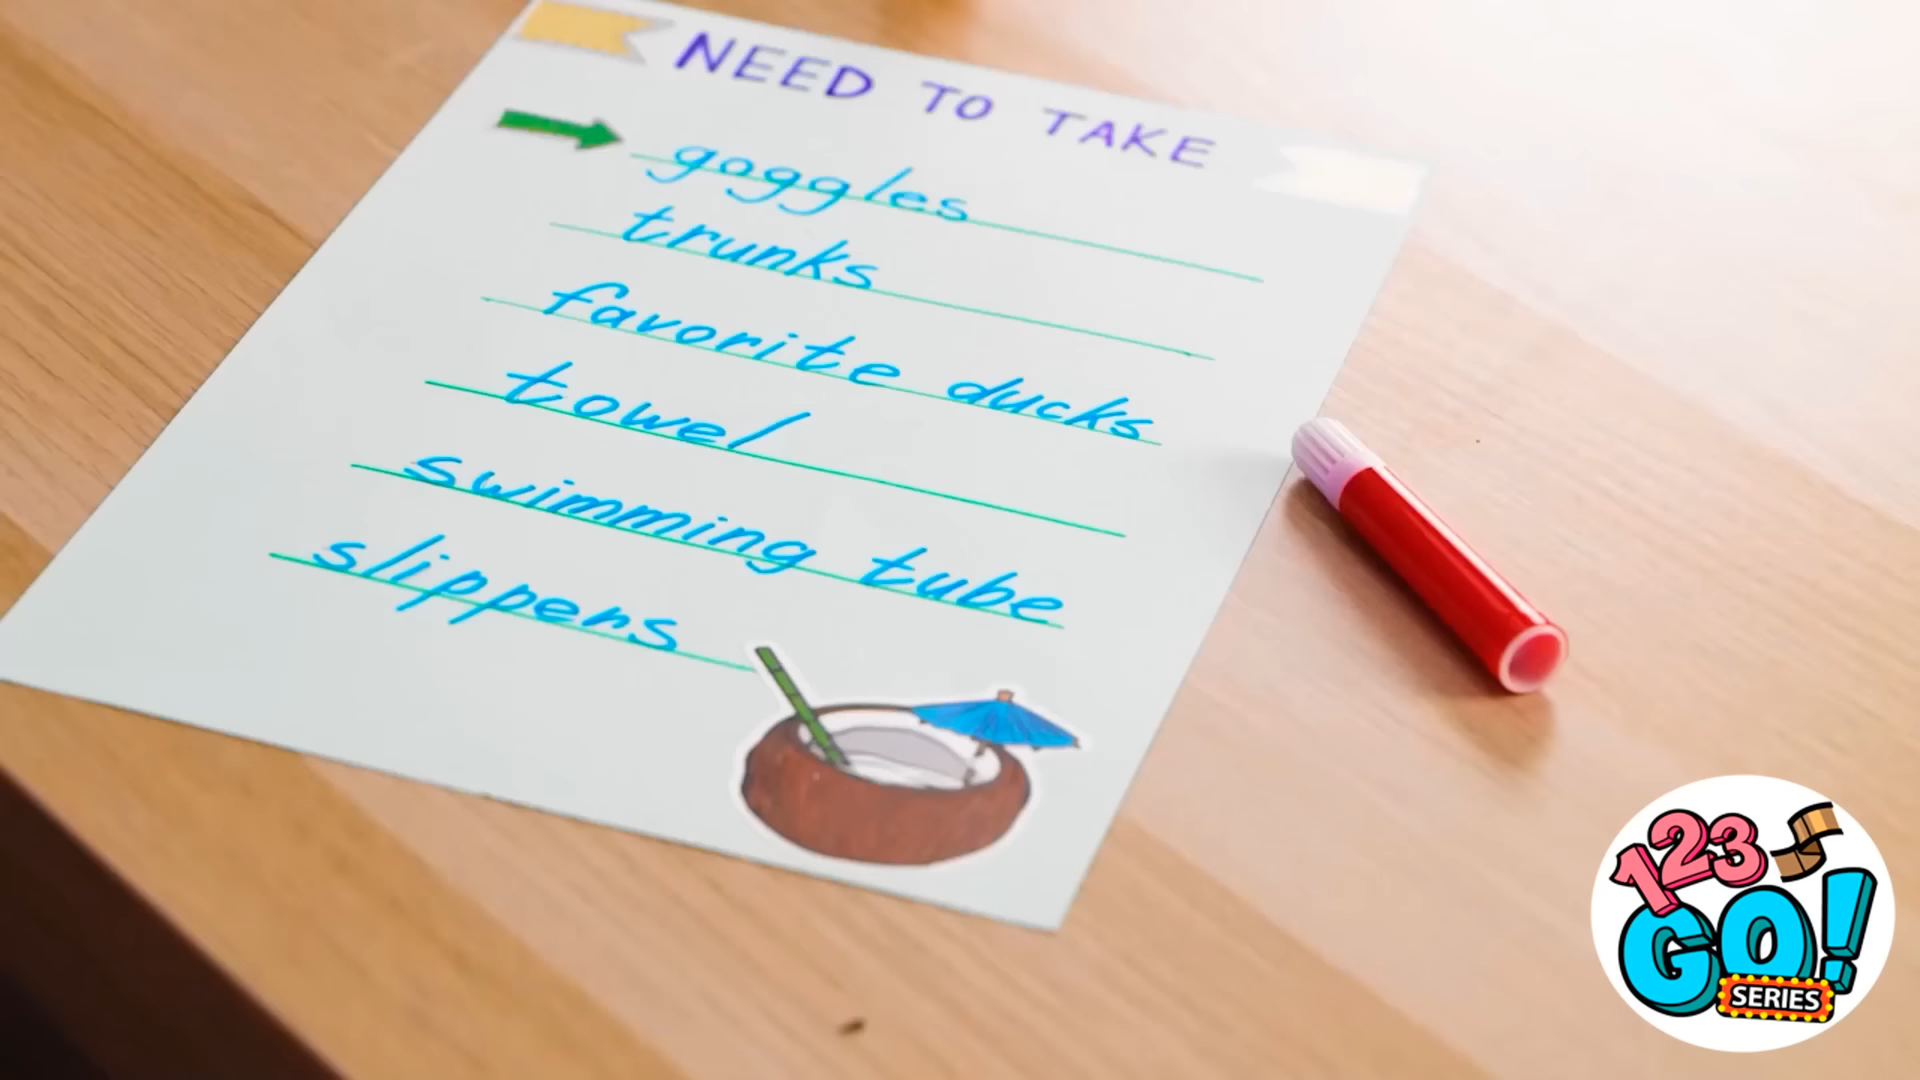 NEED TO TAKE
goggles
trunks
favorite ducks
towel
swimming tube
slippers
123
GO!
SERIES